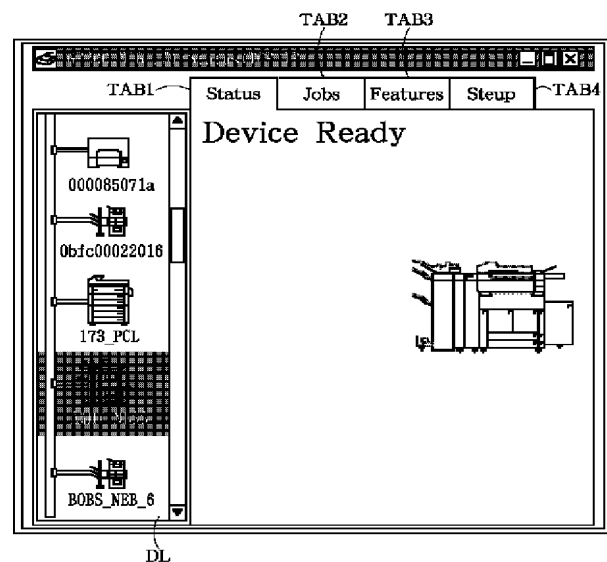 TAB2 TAB3
TAB1 Status Jobs Features Steup TAB4
Device Ready
000085071a
0bfc00022016
173_PCL
BOBS_NEB_6
DL